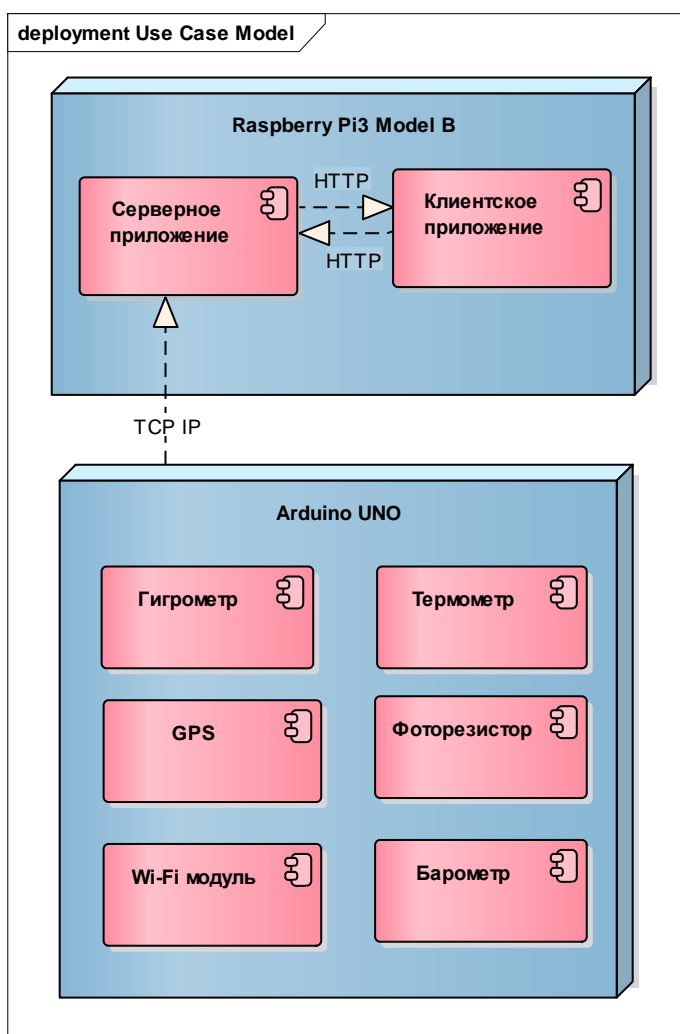 deployment Use Case Model
Raspberry Pi3 Model B
HTTP
Серверное
приложение
Клиентское
приложение
HTTP
TCP IP
Arduino UNO
Гигрометр
Термометр
GPS
Фоторезистор
Wi-Fi модуль
Барометр